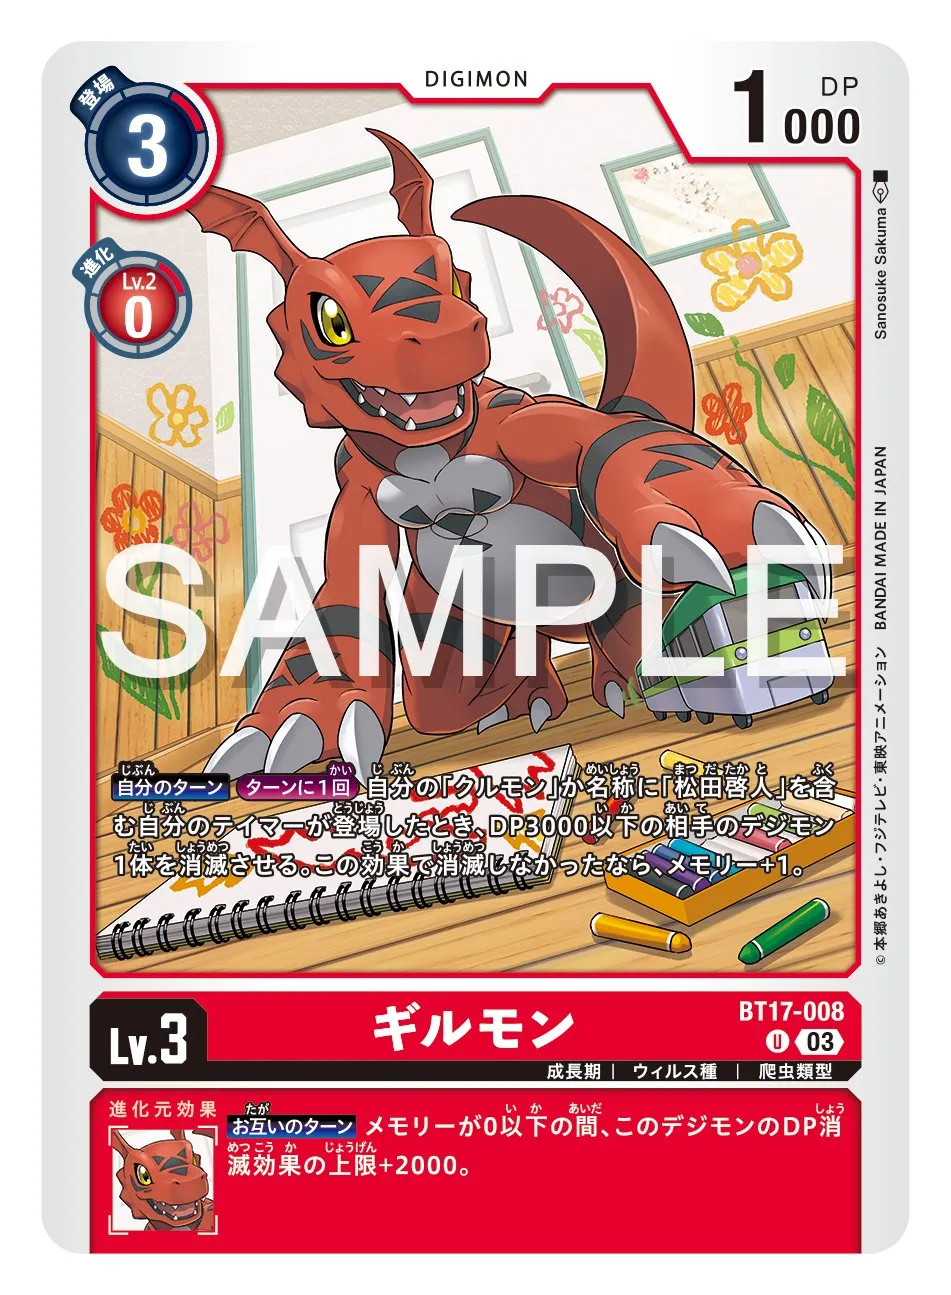 DIGIMON
登場
3
DP
1000
進化
Lv.2
0
Sanosuke Sakuma
BANDAI MADE IN JAPAN
©本郷あきよし・フジテレビ・東映アニメーション
SAMPLE
自分のターン ターンに1回 自分の「クルモン」か名称に「松田啓人」を含
む自分のテイマーが登場したとき、DP3000以下の相手のデジモン
1体を消滅させる。この効果で消滅しなかったなら、メモリー+1。
Lv.3
ギルモン
BT17-008
U 03
成長期 | ウィルス種 | 爬虫類型
進化元効果
お互いのターン メモリーが0以下の間、このデジモンのDP消
滅効果の上限+2000。